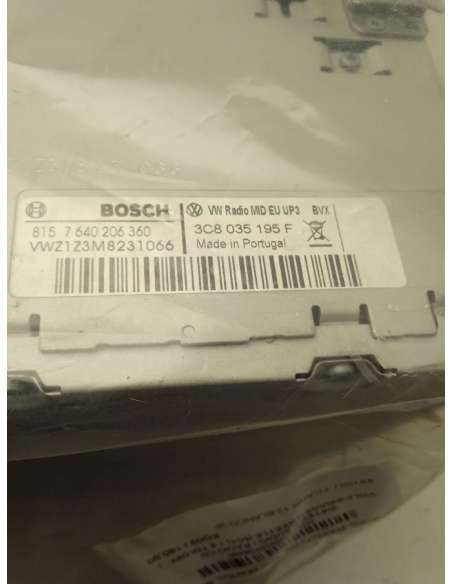 BOSCH
VW Radio MID EU UP3 BVX
815 7 640 206 360
3C8 035 195 F
VWZ1Z3M8231066
Made in Portugal